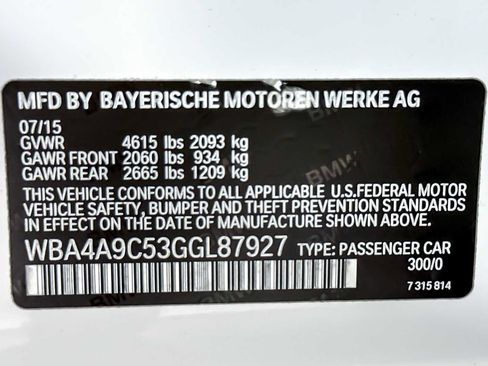 MFD BY BAYERISCHE MOTOREN WERKE AG
07/15
GVWR 4615 lbs 2093 kg
GAWR FRONT 2060 lbs 934 kg
GAWR REAR 2665 lbs 1209 kg
THIS VEHICLE CONFORMS TO ALL APPLICABLE U.S.FEDERAL MOTOR
VEHICLE SAFETY, BUMPER AND THEFT PREVENTION STANDARDS
IN EFFECT ON THE DATE OF MANUFACTURE SHOWN ABOVE.
WBA4A9C53GGL87927 TYPE: PASSENGER CAR
300/0
7 315 814
BMW